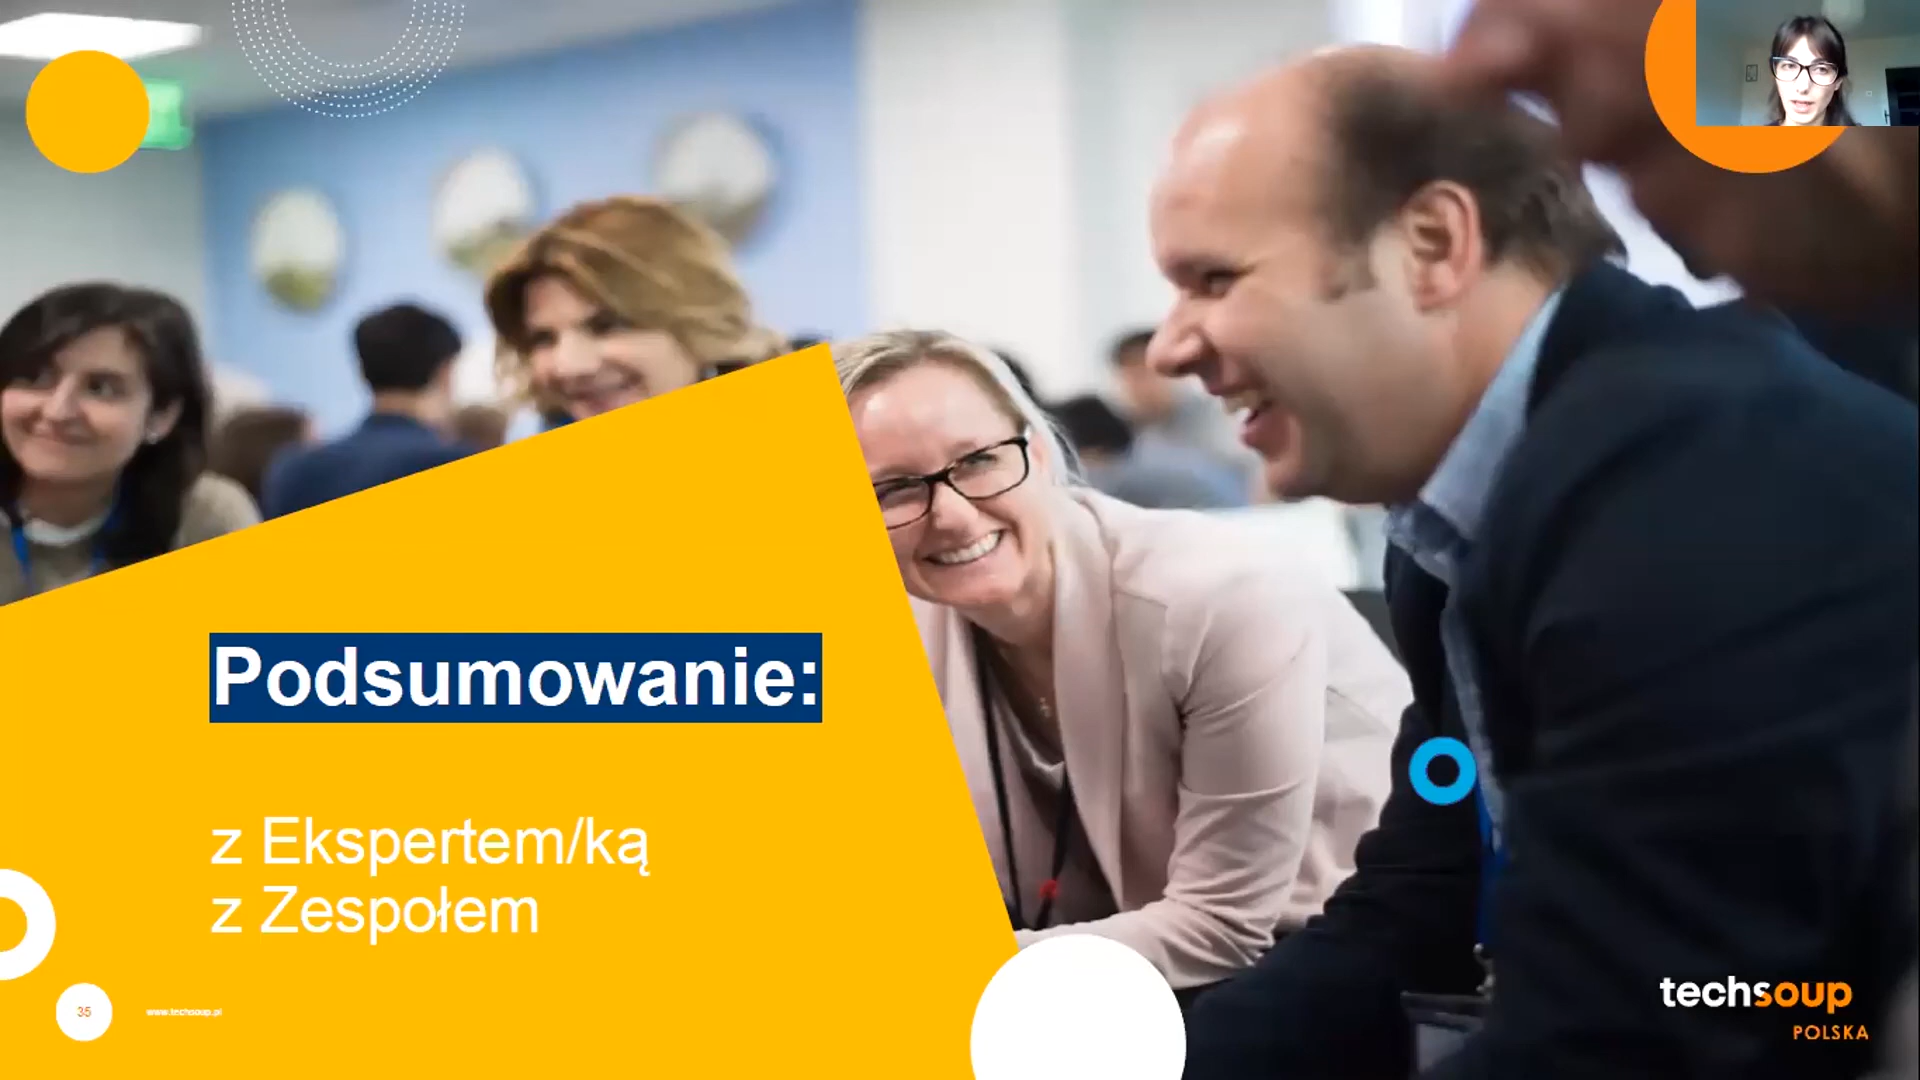 Podsumowanie:
z Ekspertem/ką
z Zespołem
35
www.techsoup.pl
techsoup
POLSKA